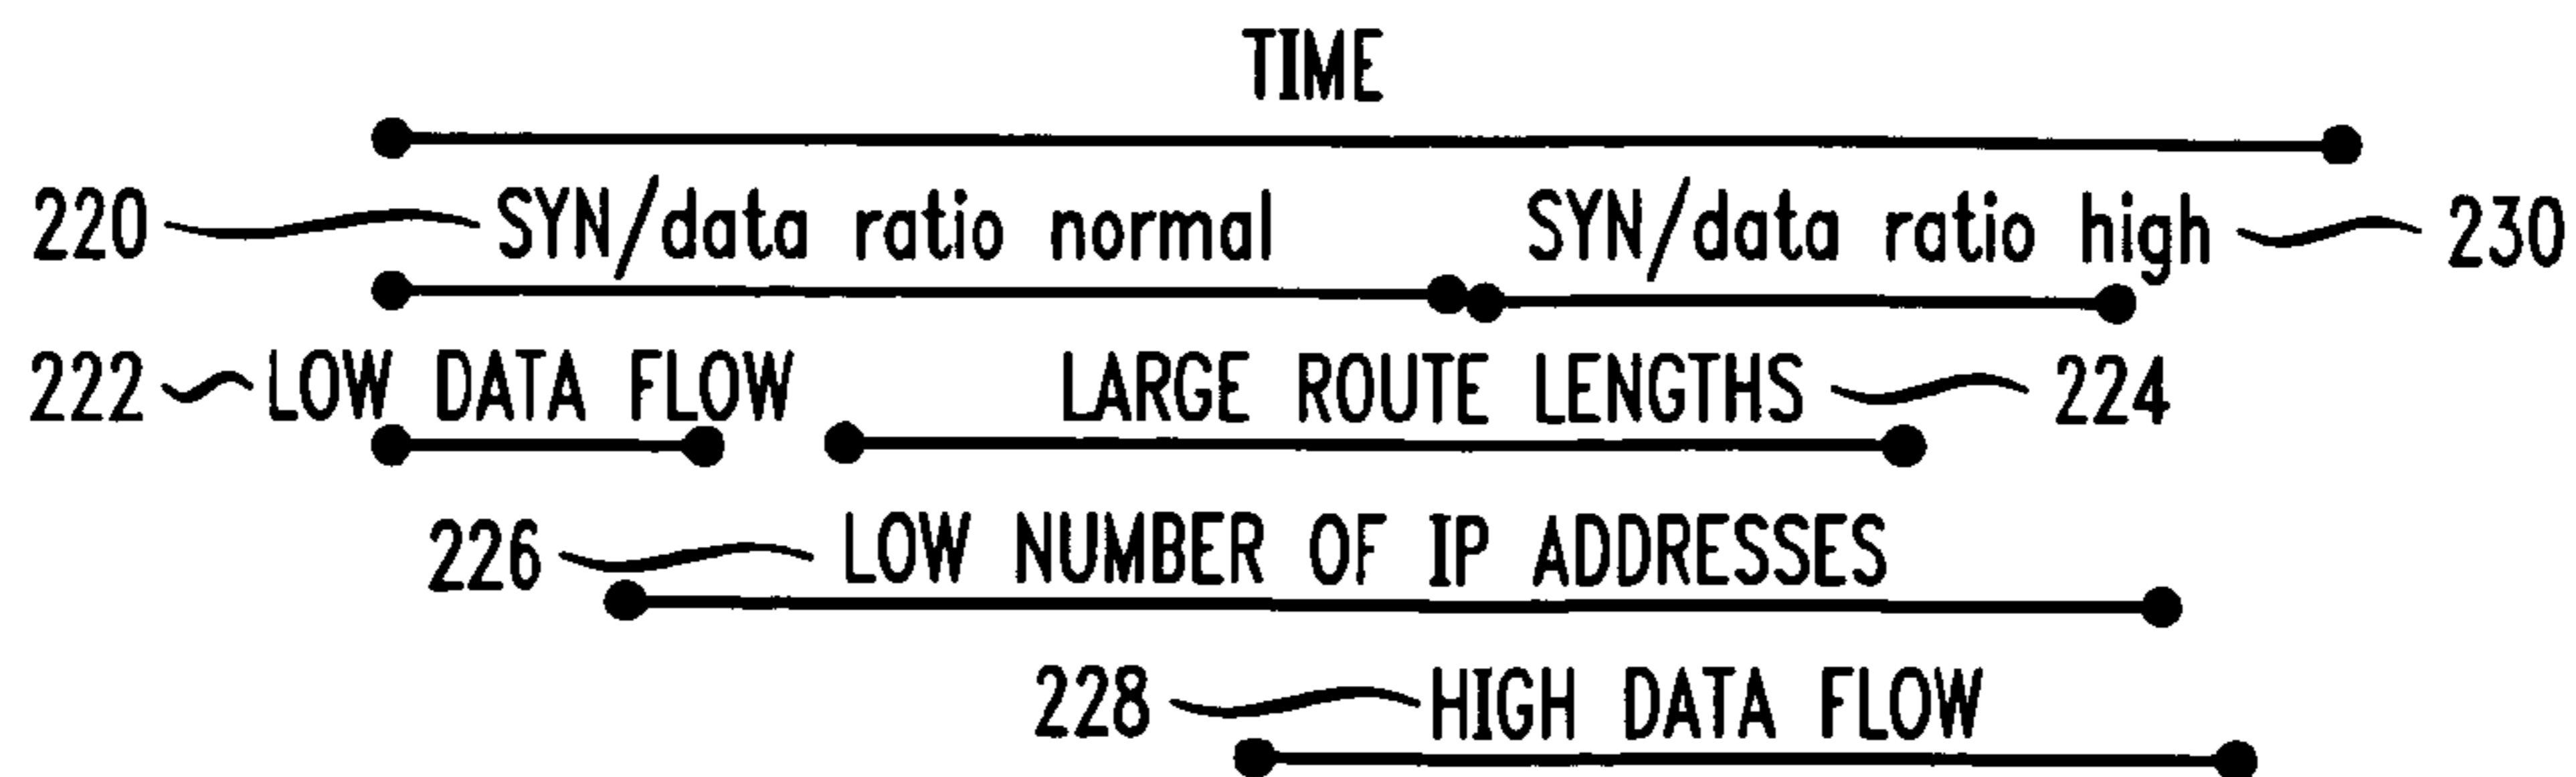 TIME
220 SYN/data ratio normal SYN/data ratio high 230
222 LOW DATA FLOW LARGE ROUTE LENGTHS 224
226 LOW NUMBER OF IP ADDRESSES
228 HIGH DATA FLOW